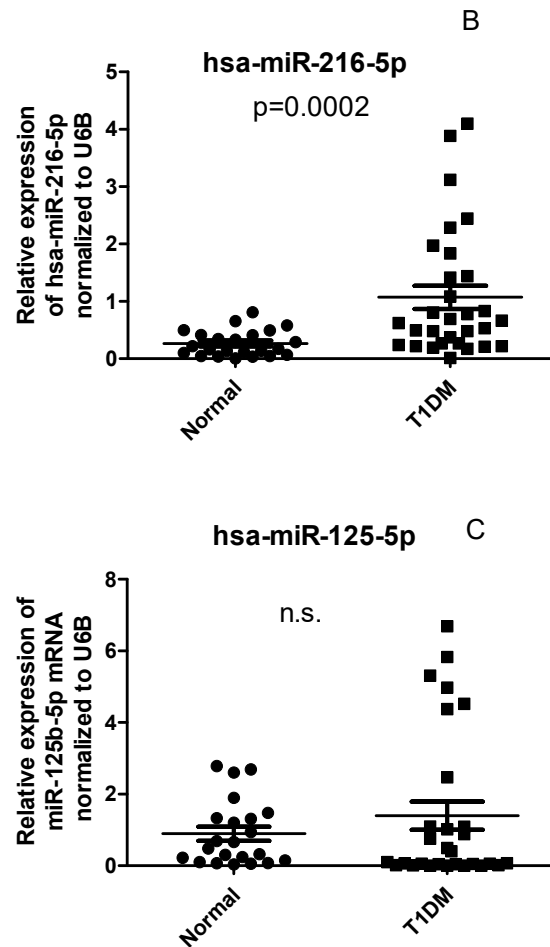 B
hsa-miR-216-5p
p=0.0002
Relative expression
of hsa-miR-216-5p
normalized to U6B
5
4
3
2
1
0
Normal
T1DM
hsa-miR-125-5p
C
n.s.
Relative expression of
miR-125b-5p mRNA
normalized to U6B
8
6
4
2
0
Normal
T1DM